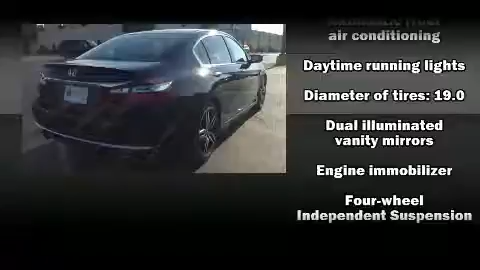 air conditioning
Daytime running lights
Diameter of tires: 19.0
Dual illuminated
vanity mirrors
Engine immobilizer
Four-wheel
Independent Suspension